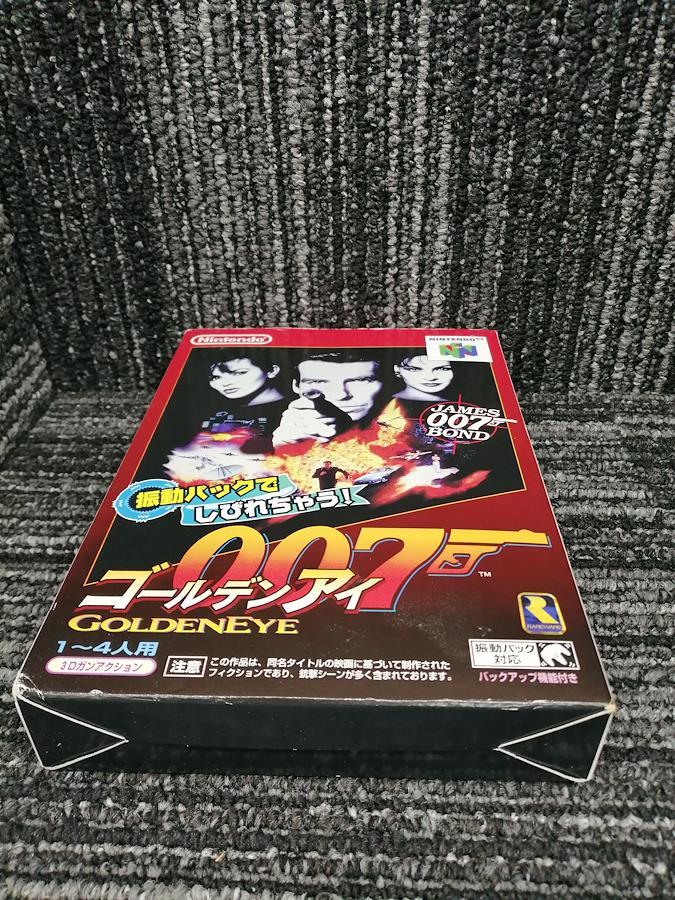 Nintendo
NINTENDO64
JAMES
007
BOND
振動パックで
しびれちゃう!
007
TM
ゴールデンアイ
GOLDENEYE
RAREWARE
1〜4人用
3Dガンアクション
注意
この作品は、同名タイトルの映画に基づいて制作された
フィクションであり、銃撃シーンが多く含まれております。
振動パック
対応
バックアップ機能付き